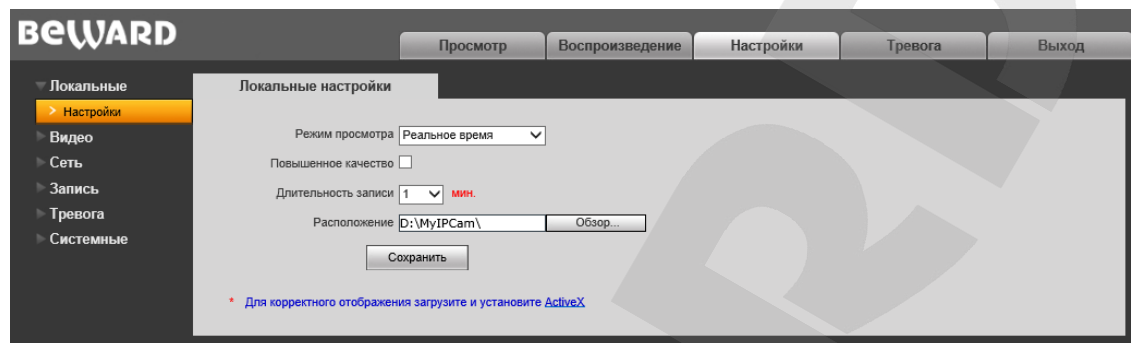 BEWARD
Просмотр Воспроизведение Настройки Тревога Выход
Локальные
> Настройки
Видео
Сеть
Запись
Тревога
Системные
Локальные настройки
Режим просмотра Реальное время
Повышенное качество
Длительность записи 1 мин.
Расположение D:\MyIPCam\ Обзор...
Сохранить
* Для корректного отображения загрузите и установите ActiveX